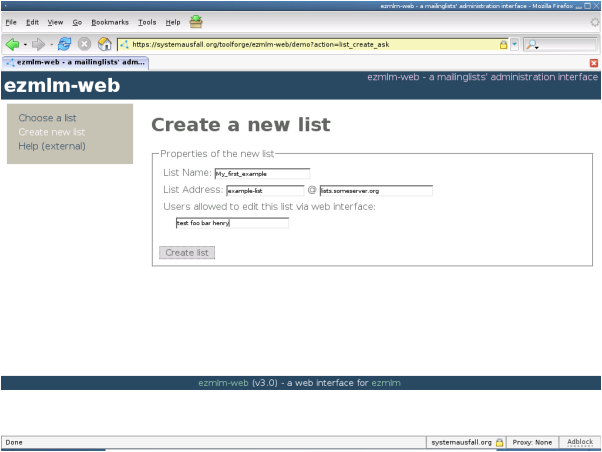 ezmlm-web - a mailinglists' administration interface - Mozilla Firefox
File Edit View Go Bookmarks Tools Help
https://systemausfall.org/toolforge/ezmlm-web/demo?action=list_create_ask
ezmlm-web - a mailinglists' adm...
ezmlm-web
ezmlm-web - a mailinglists' administration interface
Choose a list
Create new list
Help (external)
Create a new list
Properties of the new list
List Name: My_first_example
List Address: example-list @ lists.someserver.org
Users allowed to edit this list via web interface:
test foo bar henry
Create list
ezmlm-web (v3.0) - a web interface for ezmlm
Done systemausfall.org Proxy: None Adblock